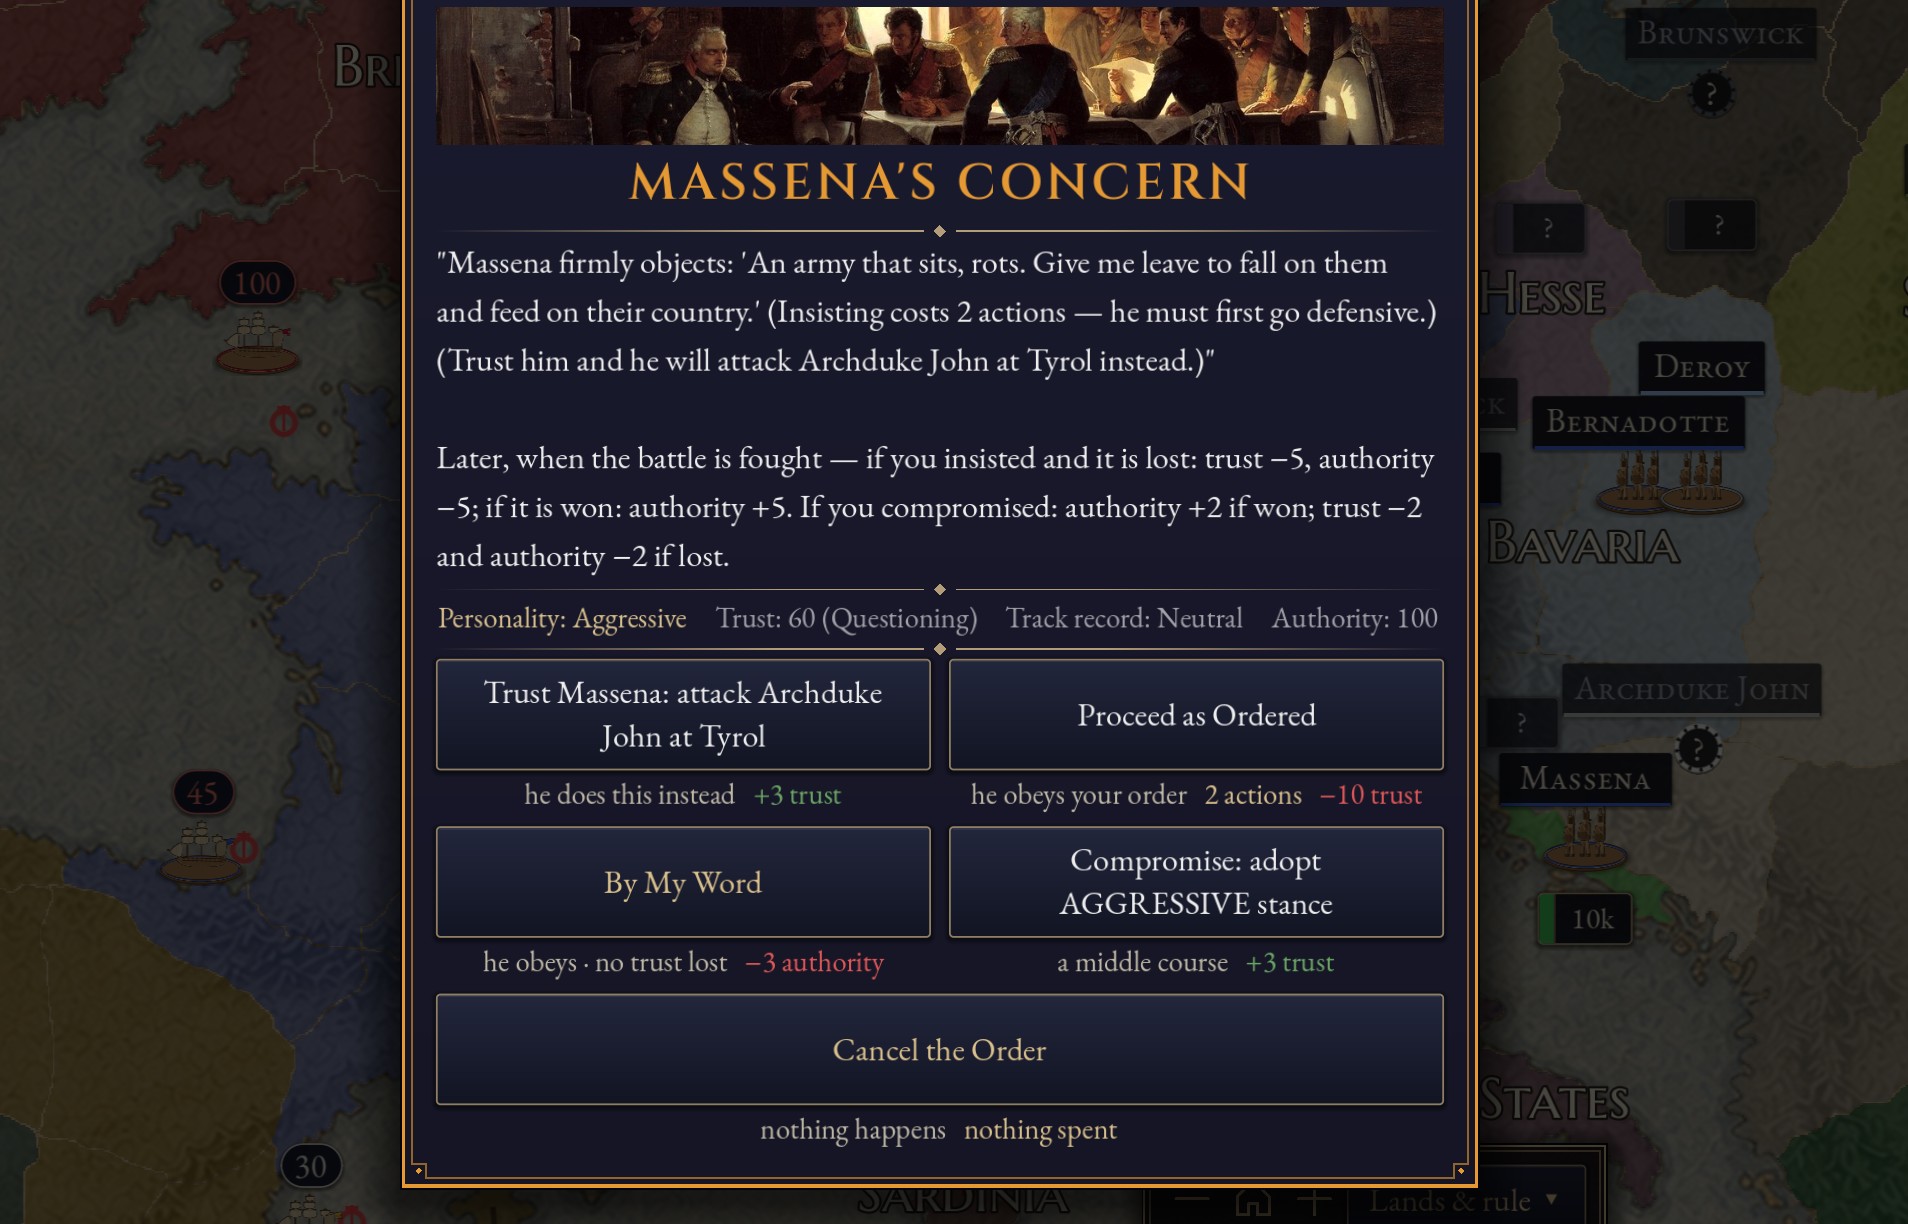 BRUNSWICK
?
MASSENA'S CONCERN
"Massena firmly objects: 'An army that sits, rots. Give me leave to fall on them
and feed on their country.' (Insisting costs 2 actions — he must first go defensive.)
(Trust him and he will attack Archduke John at Tyrol instead.)"
Later, when the battle is fought — if you insisted and it is lost: trust −5, authority
−5; if it is won: authority +5. If you compromised: authority +2 if won; trust −2
and authority −2 if lost.
Personality: Aggressive Trust: 60 (Questioning) Track record: Neutral Authority: 100
Trust Massena: attack Archduke
John at Tyrol
he does this instead +3 trust
Proceed as Ordered
he obeys your order 2 actions −10 trust
By My Word
he obeys · no trust lost −3 authority
Compromise: adopt
AGGRESSIVE stance
a middle course +3 trust
Cancel the Order
nothing happens nothing spent
100
45
30
? ?
HESSE
DEROY
BERNADOTTE
BAVARIA
ARCHDUKE JOHN
?
?
MASSENA
10k
STATES
SARDINIA
Lands & rule